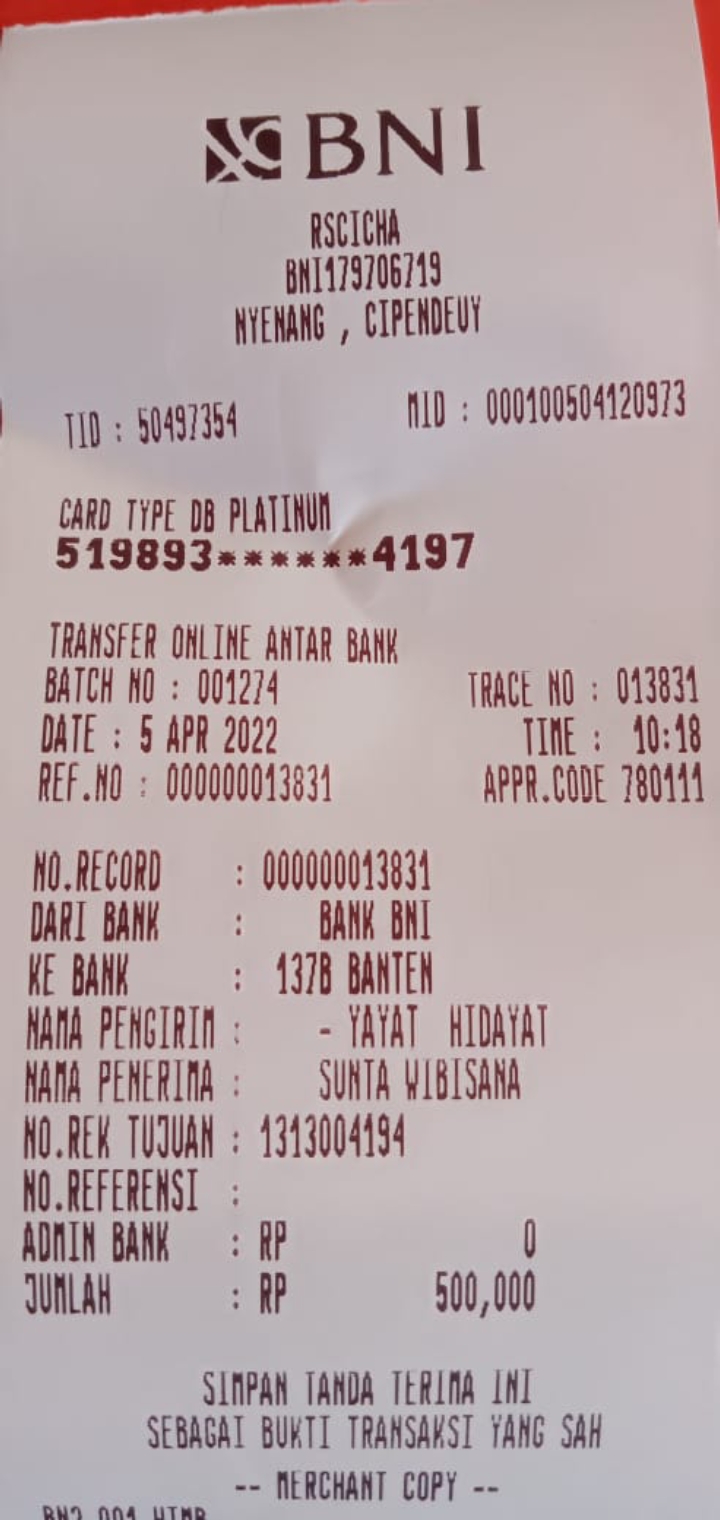 BNI
RSCICHA
BNI179706719
NYENANG , CIPENDEUY
TID : 50497354 MID : 000100504120973
CARD TYPE DB PLATINUM
519893******4197
TRANSFER ONLINE ANTAR BANK
BATCH NO : 001274 TRACE NO : 013831
DATE : 5 APR 2022 TIME : 10:18
REF.NO : 000000013831 APPR.CODE 780111
NO.RECORD : 000000013831
DARI BANK : BANK BNI
KE BANK : 137B BANTEN
NAMA PENGIRIM : - YAYAT HIDAYAT
NAMA PENERIMA : SUNTA WIBISANA
NO.REK TUJUAN : 1313004194
NO.REFERENSI :
ADMIN BANK : RP 0
JUMLAH : RP 500,000
SIMPAN TANDA TERIMA INI
SEBAGAI BUKTI TRANSAKSI YANG SAH
-- MERCHANT COPY --